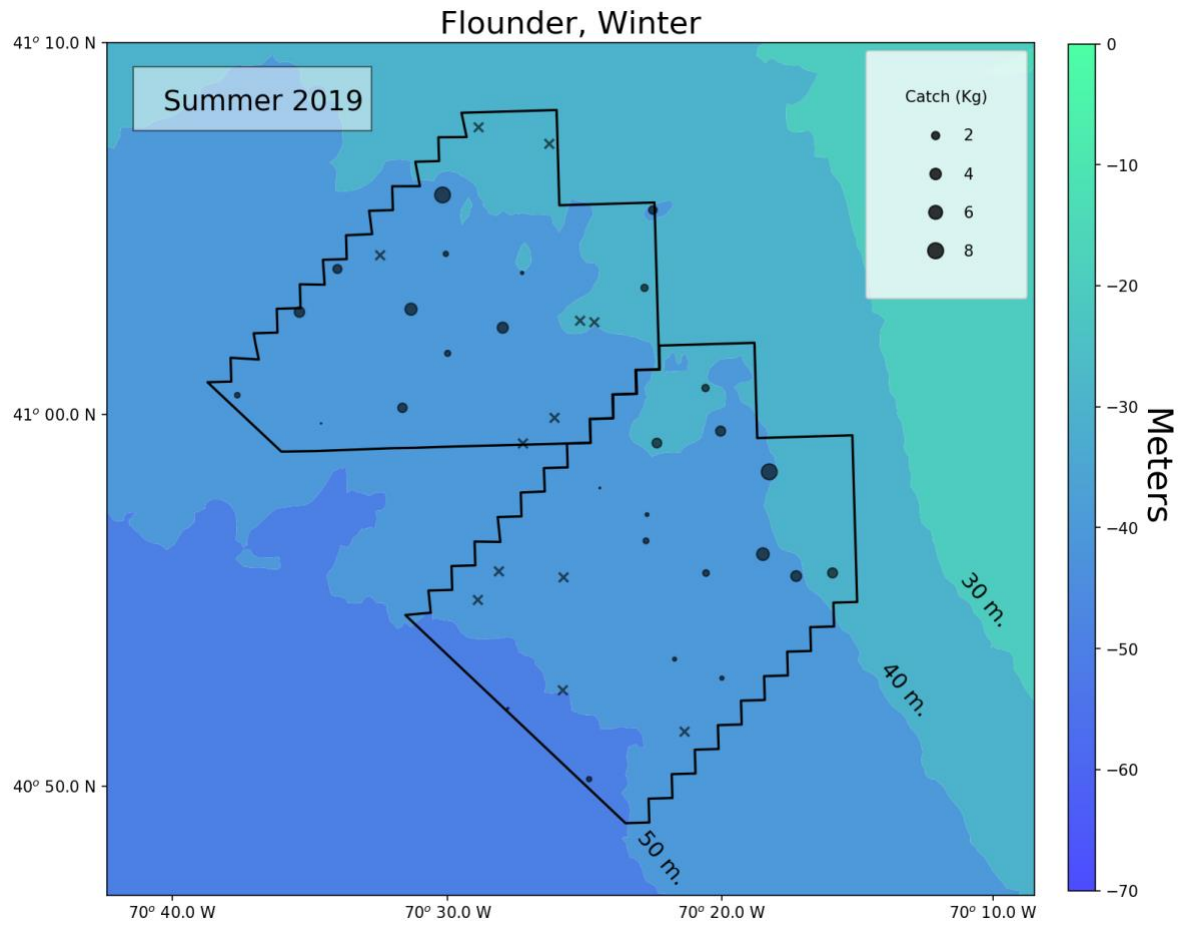 Flounder, Winter
41° 10.0 N
Summer 2019
Catch (Kg)
2
4
6
8
41° 00.0 N
40° 50.0 N
30 m.
40 m.
50 m.
70° 40.0 W
70° 30.0 W
70° 20.0 W
70° 10.0 W
0
−10
−20
−30
−40
−50
−60
−70
Meters